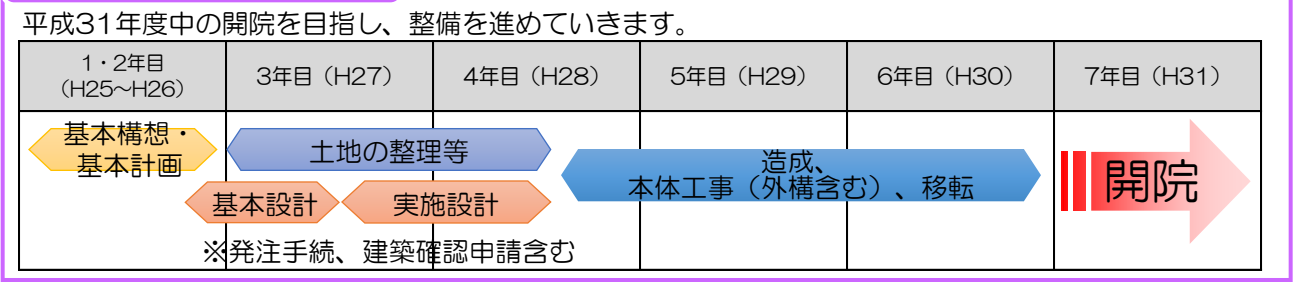 平成31年度中の開院を目指し、整備を進めていきます。
1・2年目
（H25～H26）
3年目（H27）
4年目（H28）
5年目（H29）
6年目（H30）
7年目（H31）
基本構想・
基本計画
土地の整理等
基本設計
実施設計
造成、
本体工事（外構含む）、移転
開院
※発注手続、建築確認申請含む